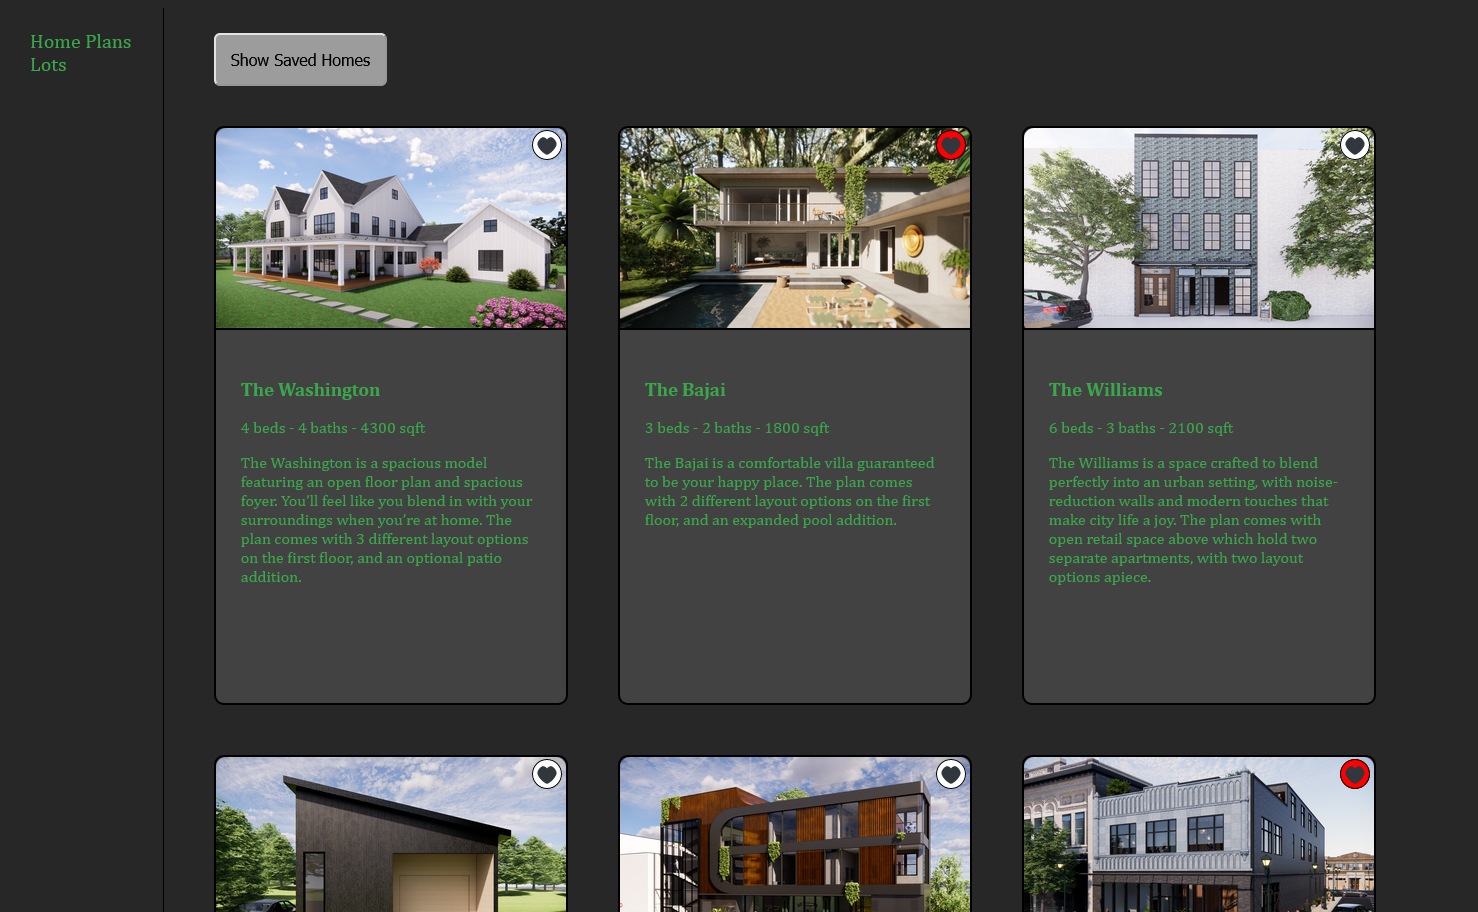 Home Plans
Lots
Show Saved Homes
The Washington
4 beds - 4 baths - 4300 sqft
The Washington is a spacious model
featuring an open floor plan and spacious
foyer. You’ll feel like you blend in with your
surroundings when you’re at home. The
plan comes with 3 different layout options
on the first floor, and an optional patio
addition.
The Bajai
3 beds - 2 baths - 1800 sqft
The Bajai is a comfortable villa guaranteed
to be your happy place. The plan comes
with 2 different layout options on the first
floor, and an expanded pool addition.
The Williams
6 beds - 3 baths - 2100 sqft
The Williams is a space crafted to blend
perfectly into an urban setting, with noise-
reduction walls and modern touches that
make city life a joy. The plan comes with
open retail space above which hold two
separate apartments, with two layout
options apiece.